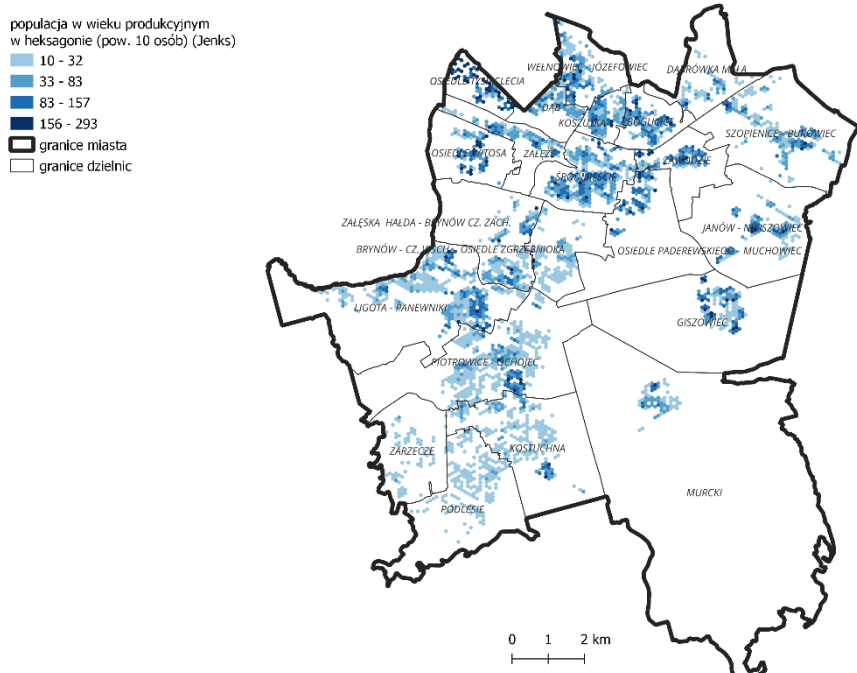 populacja w wieku produkcyjnym
w heksagonie (pow. 10 osób) (Jenks)
10 - 32
33 - 83
83 - 157
156 - 293
granice miasta
granice dzielnic
WEŁNOWIEC - JÓZEFOWIEC
DĄBRÓWKA MAŁA
OSIEDLE TYSIĄCLECIA
DĄB
KOSZUTKA
BOGUCICE
SZOPIENICE - BUROWIEC
OSIEDLE WITOSA
ZAŁĘŻE
ZAWODZIE
ŚRÓDMIEŚCIE
ZAŁĘSKA HAŁDA - BRYNÓW CZ. ZACH.
JANÓW - NIKISZOWIEC
BRYNÓW - CZ. WSCH. - OSIEDLE ZGRZEBNIOKA
OSIEDLE PADEREWSKIEGO - MUCHOWIEC
LIGOTA - PANEWNIKI
GISZOWIEC
PIOTROWICE - OCHOJEC
ZARZECZE
KOSTUCHNA
MURCKI
PODLESIE
0 1 2 km